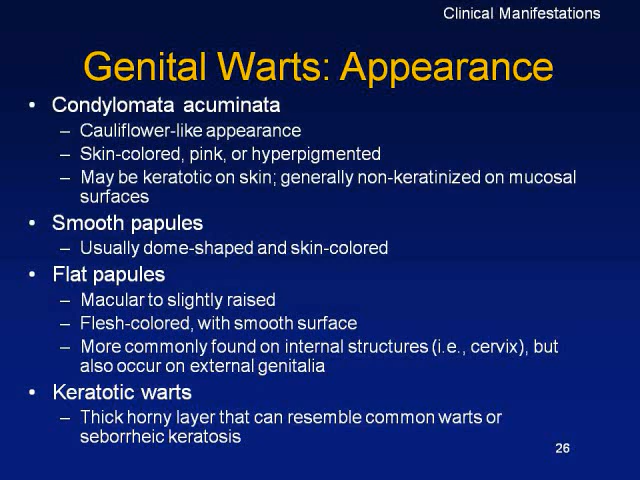 Clinical Manifestations
Genital Warts: Appearance
• Condylomata acuminata
– Cauliflower-like appearance
– Skin-colored, pink, or hyperpigmented
– May be keratotic on skin; generally non-keratinized on mucosal
surfaces
• Smooth papules
– Usually dome-shaped and skin-colored
• Flat papules
– Macular to slightly raised
– Flesh-colored, with smooth surface
– More commonly found on internal structures (i.e., cervix), but
also occur on external genitalia
• Keratotic warts
– Thick horny layer that can resemble common warts or
seborrheic keratosis
26